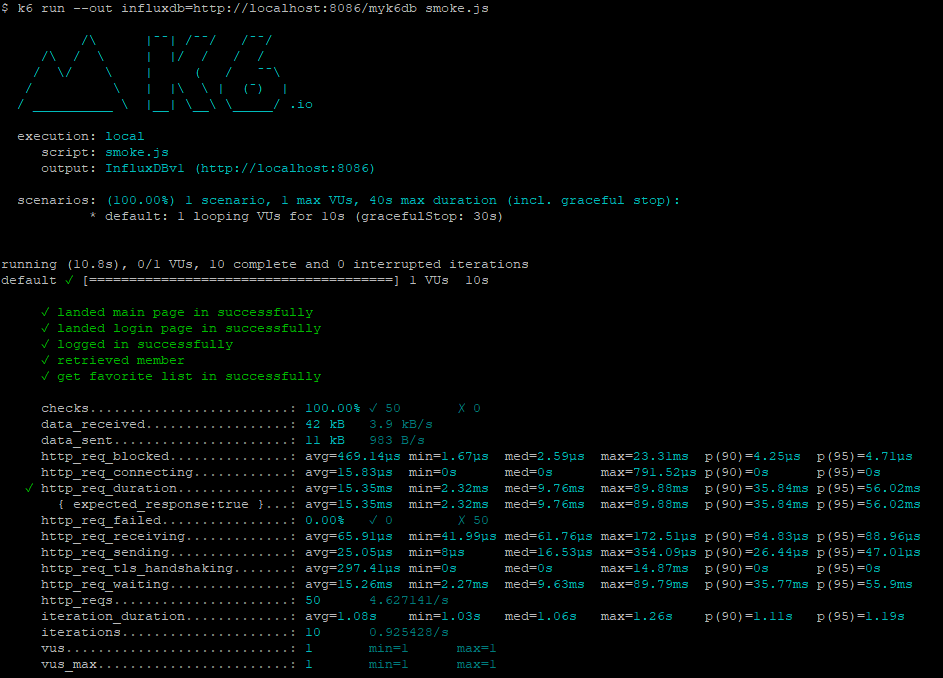 $ k6 run --out influxdb=http://localhost:8086/myk6db smoke.js
          /\      |‾‾| /‾‾/   /‾‾/
     /\  /  \     |  |/  /   /  /
    /  \/    \    |     (   /   ‾‾\
   /          \   |  |\  \ |  (‾)  |
  / __________ \  |__| \__\ \_____/ .io
execution: local
script: smoke.js
output: InfluxDBv1 (http://localhost:8086)
scenarios: (100.00%) 1 scenario, 1 max VUs, 40s max duration (incl. graceful stop):
* default: 1 looping VUs for 10s (gracefulStop: 30s)
running (10.8s), 0/1 VUs, 10 complete and 0 interrupted iterations
default ✓ [======================================] 1 VUs  10s
✓ landed main page in successfully
✓ landed login page in successfully
✓ logged in successfully
✓ retrieved member
✓ get favorite list in successfully
checks.........................: 100.00% ✓ 50       ✗ 0
data_received..................: 42 kB   3.9 kB/s
data_sent......................: 11 kB   983 B/s
http_req_blocked...............: avg=469.14µs min=1.67µs  med=2.59µs  max=23.31ms  p(90)=4.25µs  p(95)=4.71µs
http_req_connecting............: avg=15.83µs  min=0s      med=0s      max=791.52µs p(90)=0s      p(95)=0s
✓ http_req_duration..............: avg=15.35ms  min=2.32ms  med=9.76ms  max=89.88ms  p(90)=35.84ms p(95)=56.02ms
{ expected_response:true }...: avg=15.35ms  min=2.32ms  med=9.76ms  max=89.88ms  p(90)=35.84ms p(95)=56.02ms
http_req_failed................: 0.00%   ✓ 0        ✗ 50
http_req_receiving.............: avg=65.91µs  min=41.99µs med=61.76µs max=172.51µs p(90)=84.83µs p(95)=88.96µs
http_req_sending...............: avg=25.05µs  min=8µs     med=16.53µs max=354.09µs p(90)=26.44µs p(95)=47.01µs
http_req_tls_handshaking.......: avg=297.41µs min=0s      med=0s      max=14.87ms  p(90)=0s      p(95)=0s
http_req_waiting...............: avg=15.26ms  min=2.27ms  med=9.63ms  max=89.79ms  p(90)=35.77ms p(95)=55.9ms
http_reqs......................: 50      4.627141/s
iteration_duration.............: avg=1.08s    min=1.03s   med=1.06s   max=1.26s    p(90)=1.11s   p(95)=1.19s
iterations.....................: 10      0.925428/s
vus............................: 1       min=1      max=1
vus_max........................: 1       min=1      max=1